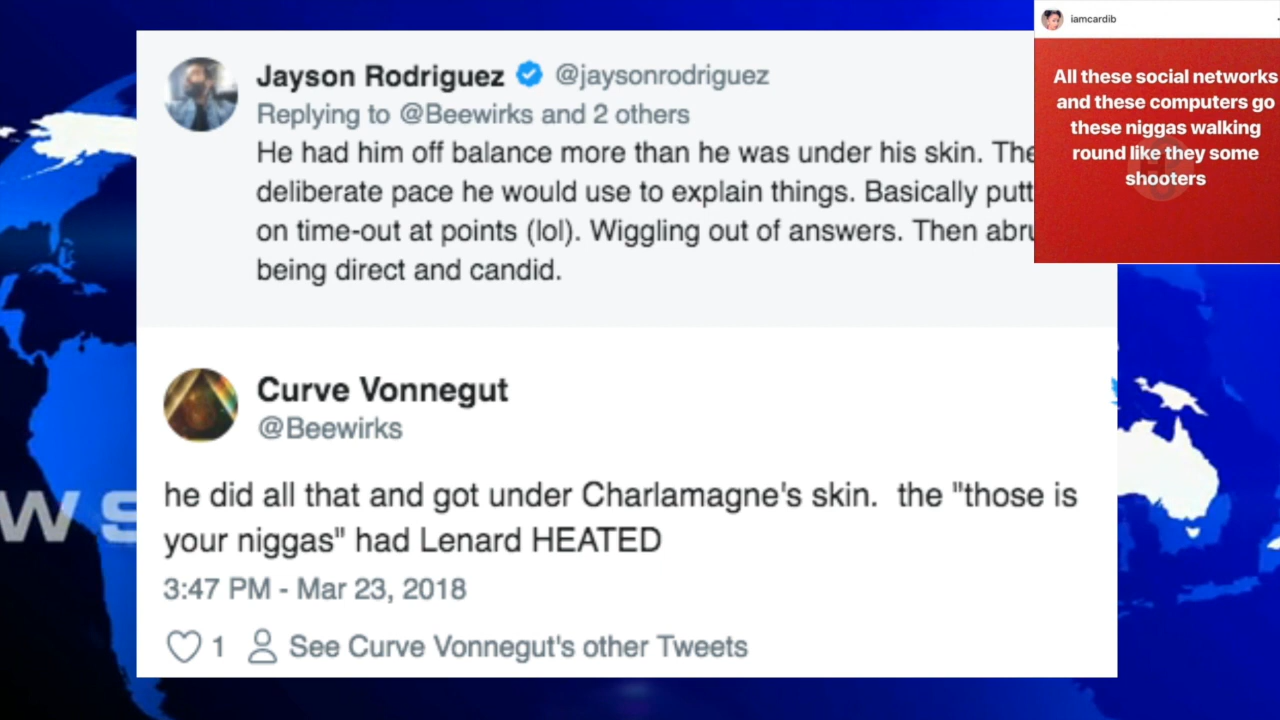 Jayson Rodriguez @jaysonrodriguez
Replying to @Beewirks and 2 others
He had him off balance more than he was under his skin. The
deliberate pace he would use to explain things. Basically putt
on time-out at points (lol). Wiggling out of answers. Then abru
being direct and candid.
Curve Vonnegut
@Beewirks
he did all that and got under Charlamagne's skin. the "those is
your niggas" had Lenard HEATED
3:47 PM - Mar 23, 2018
1 See Curve Vonnegut's other Tweets
iamcardib
All these social networks
and these computers go
these niggas walking
round like they some
shooters
W S